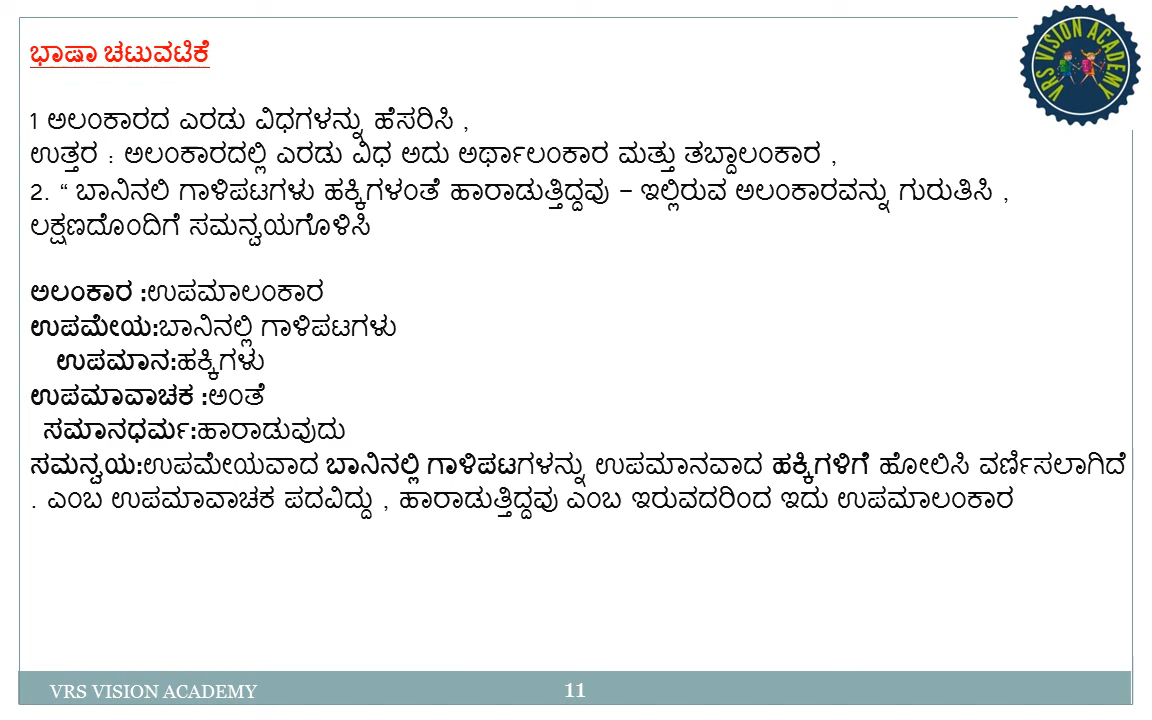 VRS VISION ACADEMY
ಭಾಷಾ ಚಟುವಟಿಕೆ
1 ಅಲಂಕಾರದ ಎರಡು ವಿಧಗಳನ್ನು ಹೆಸರಿಸಿ ,
ಉತ್ತರ : ಅಲಂಕಾರದಲ್ಲಿ ಎರಡು ವಿಧ ಅದು ಅರ್ಥಾಲಂಕಾರ ಮತ್ತು ತಬ್ದಾಲಂಕಾರ ,
2. “ ಬಾನಿನಲಿ ಗಾಳಿಪಟಗಳು ಹಕ್ಕಿಗಳಂತೆ ಹಾರಾಡುತ್ತಿದ್ದವು – ಇಲ್ಲಿರುವ ಅಲಂಕಾರವನ್ನು ಗುರುತಿಸಿ ,
ಲಕ್ಷಣದೊಂದಿಗೆ ಸಮನ್ವಯಗೊಳಿಸಿ
ಅಲಂಕಾರ :ಉಪಮಾಲಂಕಾರ
ಉಪಮೇಯ:ಬಾನಿನಲ್ಲಿ ಗಾಳಿಪಟಗಳು
ಉಪಮಾನ:ಹಕ್ಕಿಗಳು
ಉಪಮಾವಾಚಕ :ಅಂತೆ
ಸಮಾನಧರ್ಮ:ಹಾರಾಡುವುದು
ಸಮನ್ವಯ:ಉಪಮೇಯವಾದ ಬಾನಿನಲ್ಲಿ ಗಾಳಿಪಟಗಳನ್ನು ಉಪಮಾನವಾದ ಹಕ್ಕಿಗಳಿಗೆ ಹೋಲಿಸಿ ವರ್ಣಿಸಲಾಗಿದೆ
. ಎಂಬ ಉಪಮಾವಾಚಕ ಪದವಿದ್ದು , ಹಾರಾಡುತ್ತಿದ್ದವು ಎಂಬ ಇರುವದರಿಂದ ಇದು ಉಪಮಾಲಂಕಾರ
VRS VISION ACADEMY
11